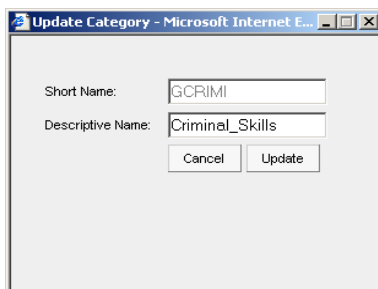 Update Category - Microsoft Internet E...
Short Name: GCRIMI
Descriptive Name: Criminal_Skills
Cancel Update